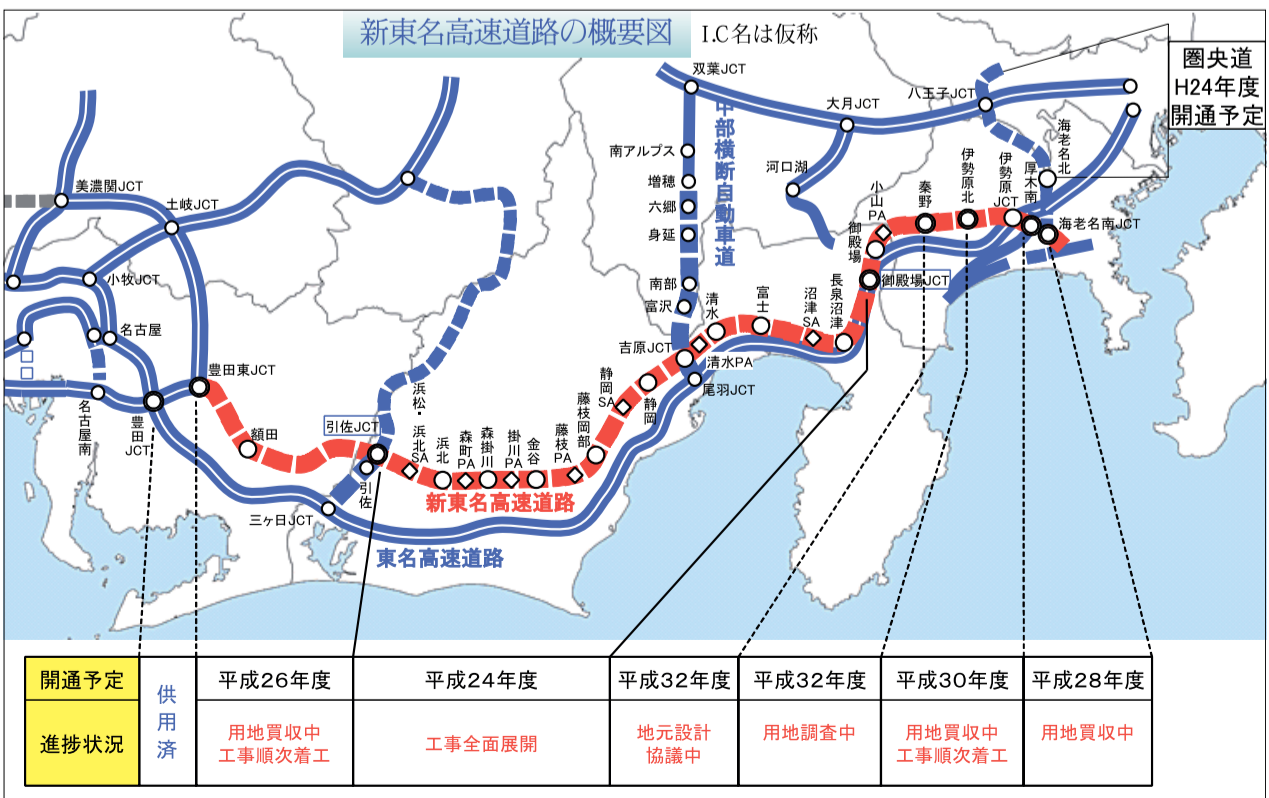 新東名高速道路の概要図
I.C名は仮称
圏央道
H24年度
開通予定
双葉JCT
大月JCT
八王子JCT
海老名北
中部横断自動車道
南アルプス
増穂
六郷
身延
南部
富沢
河口湖
小山PA
秦野
伊勢原北
伊勢原JCT
厚木南
海老名南JCT
御殿場
御殿場JCT
長泉沼津
沼津SA
富士
清水
吉原JCT
清水PA
尾羽JCT
静岡SA
静岡
藤枝岡部
藤枝PA
金谷
掛川PA
森掛川
森町PA
浜北
浜松・浜北SA
引佐JCT
引佐
新東名高速道路
東名高速道路
三ヶ日JCT
額田
豊田東JCT
豊田JCT
名古屋南
名古屋
小牧JCT
土岐JCT
美濃関JCT
開通予定
供用済
平成26年度
平成24年度
平成32年度
平成32年度
平成30年度
平成28年度
進捗状況
用地買収中
工事順次着工
工事全面展開
地元設計
協議中
用地調査中
用地買収中
工事順次着工
用地買収中